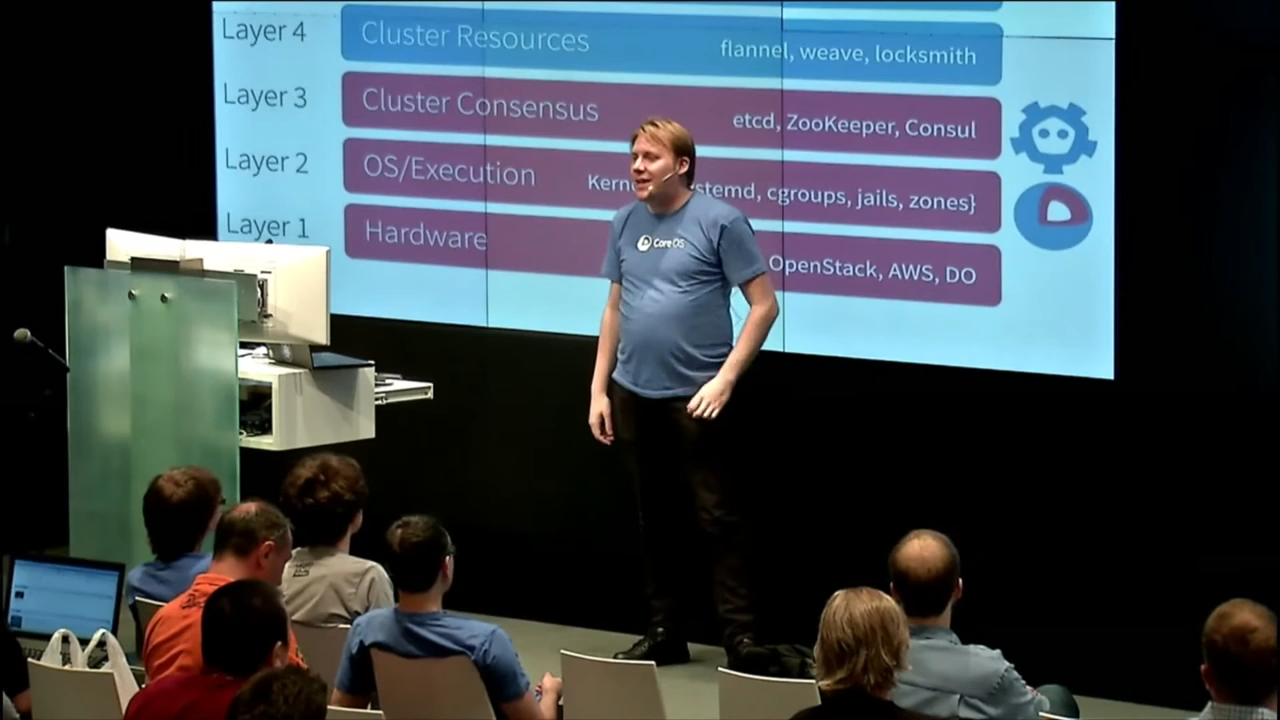 Layer 4 Cluster Resources flannel, weave, locksmith
Layer 3 Cluster Consensus etcd, ZooKeeper, Consul
Layer 2 OS/Execution cgroups, jails, zones}
Layer 1 Hardware OpenStack, AWS, DO
CoreOS